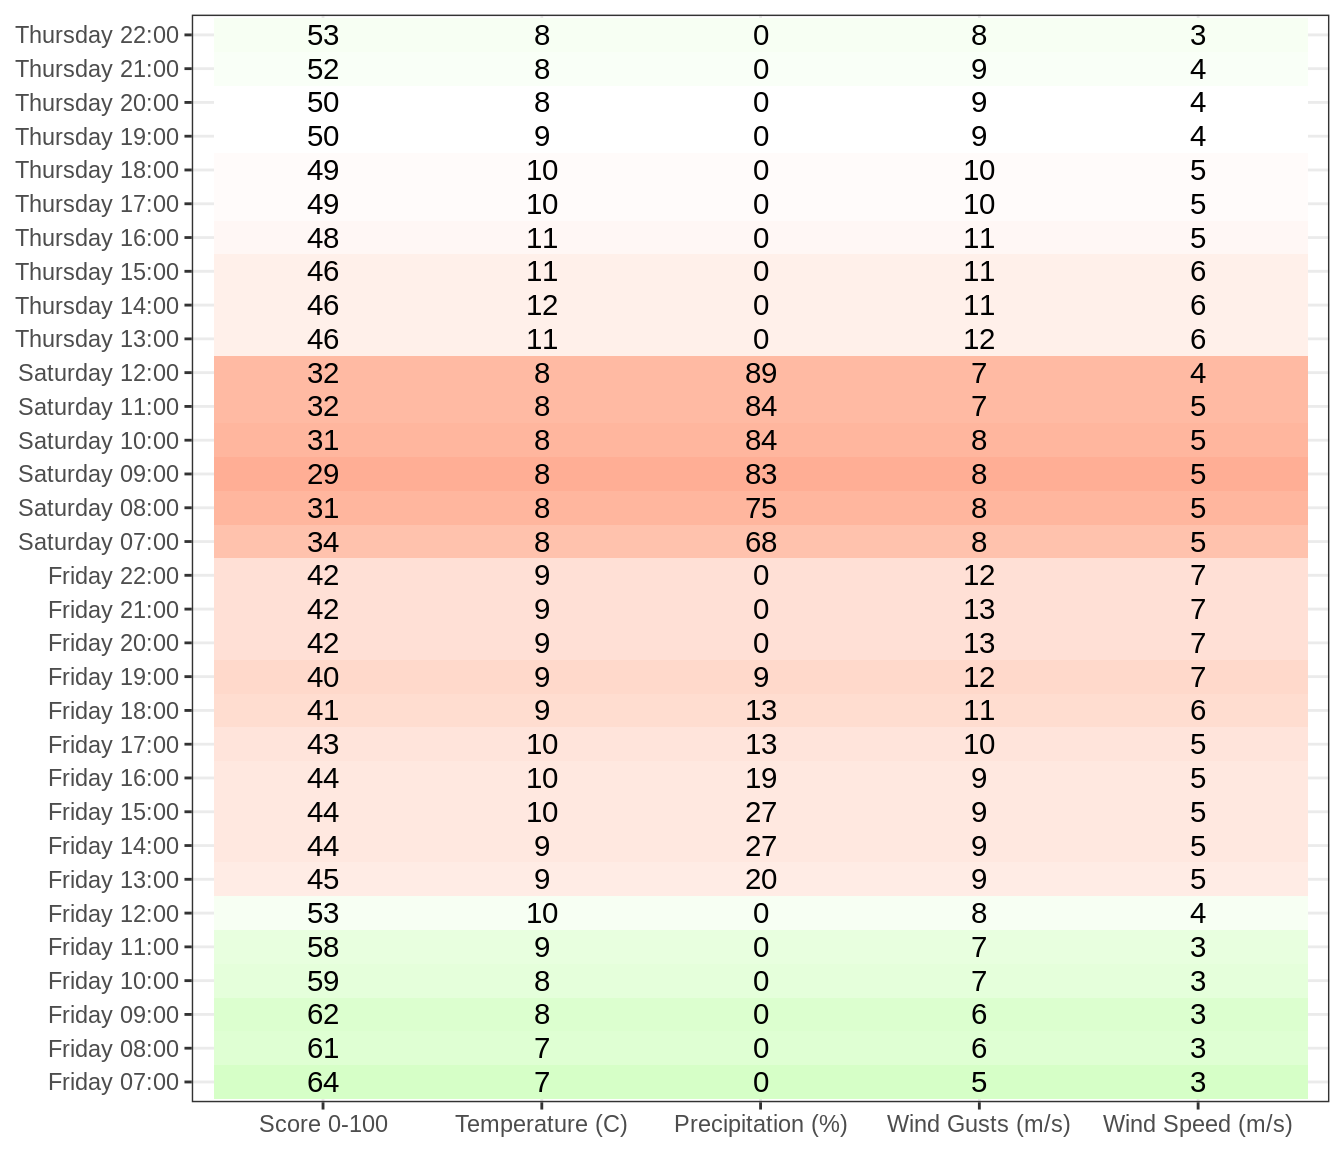 Thursday 22:00 53 8 0 8 3
Thursday 21:00 52 8 0 9 4
Thursday 20:00 50 8 0 9 4
Thursday 19:00 50 9 0 9 4
Thursday 18:00 49 10 0 10 5
Thursday 17:00 49 10 0 10 5
Thursday 16:00 48 11 0 11 5
Thursday 15:00 46 11 0 11 6
Thursday 14:00 46 12 0 11 6
Thursday 13:00 46 11 0 12 6
Saturday 12:00 32 8 89 7 4
Saturday 11:00 32 8 84 7 5
Saturday 10:00 31 8 84 8 5
Saturday 09:00 29 8 83 8 5
Saturday 08:00 31 8 75 8 5
Saturday 07:00 34 8 68 8 5
Friday 22:00 42 9 0 12 7
Friday 21:00 42 9 0 13 7
Friday 20:00 42 9 0 13 7
Friday 19:00 40 9 9 12 7
Friday 18:00 41 9 13 11 6
Friday 17:00 43 10 13 10 5
Friday 16:00 44 10 19 9 5
Friday 15:00 44 10 27 9 5
Friday 14:00 44 9 27 9 5
Friday 13:00 45 9 20 9 5
Friday 12:00 53 10 0 8 4
Friday 11:00 58 9 0 7 3
Friday 10:00 59 8 0 7 3
Friday 09:00 62 8 0 6 3
Friday 08:00 61 7 0 6 3
Friday 07:00 64 7 0 5 3
Score 0-100 Temperature (C) Precipitation (%) Wind Gusts (m/s) Wind Speed (m/s)